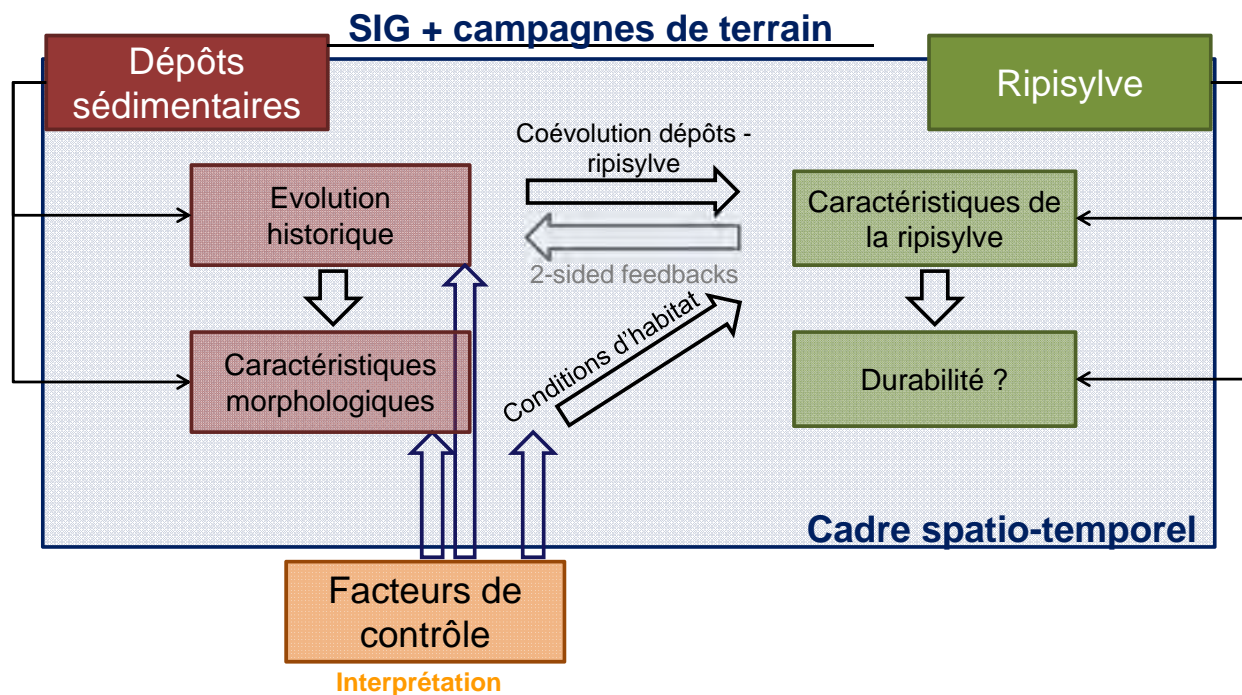 SIG + campagnes de terrain
Dépôts
sédimentaires
Ripisylve
Coévolution dépôts -
ripisylve
Evolution
historique
Caractéristiques de
la ripisylve
2-sided feedbacks
Conditions d'habitat
Caractéristiques
morphologiques
Durabilité ?
Cadre spatio-temporel
Facteurs de
contrôle
Interprétation